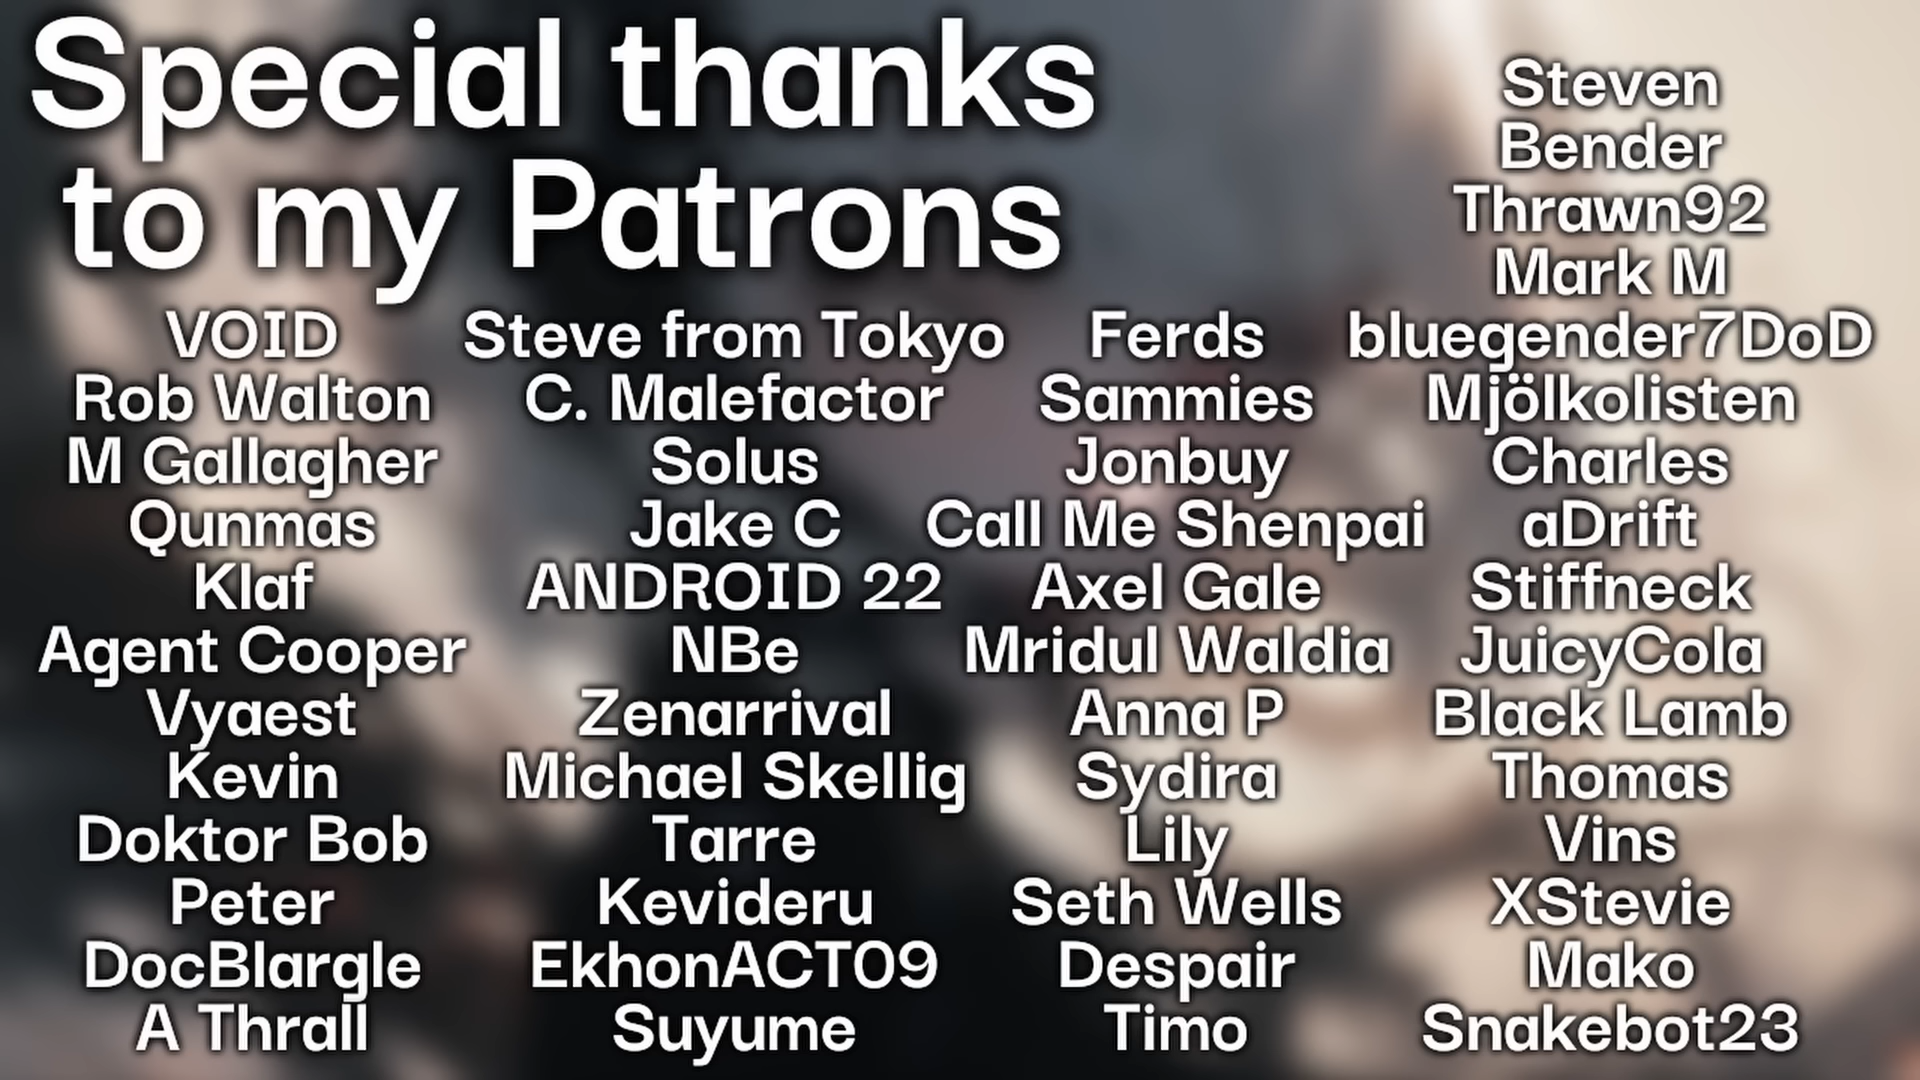 Special thanks
to my Patrons
VOID
Rob Walton
M Gallagher
Qunmas
Klaf
Agent Cooper
Vyaest
Kevin
Doktor Bob
Peter
DocBlargle
A Thrall
Steve from Tokyo
C. Malefactor
Solus
Jake C
ANDROID 22
NBe
Zenarrival
Michael Skellig
Tarre
Kevideru
EkhonACT09
Suyume
Ferds
Sammies
Jonbuy
Call Me Shenpai
Axel Gale
Mridul Waldia
Anna P
Sydira
Lily
Seth Wells
Despair
Timo
Steven
Bender
Thrawn92
Mark M
bluegender7DoD
Mjölkolisten
Charles
aDrift
Stiffneck
JuicyCola
Black Lamb
Thomas
Vins
XStevie
Mako
Snakebot23